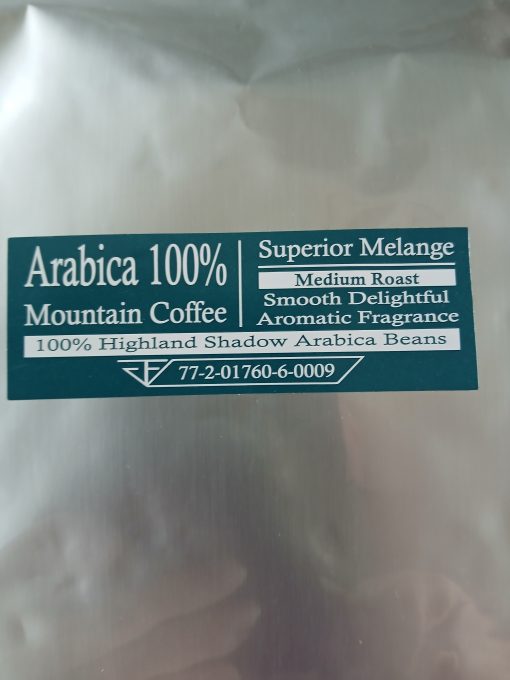 Arabica 100%
Mountain Coffee
Superior Melange
Medium Roast
Smooth Delightful
Aromatic Fragrance
100% Highland Shadow Arabica Beans
77-2-01760-6-0009